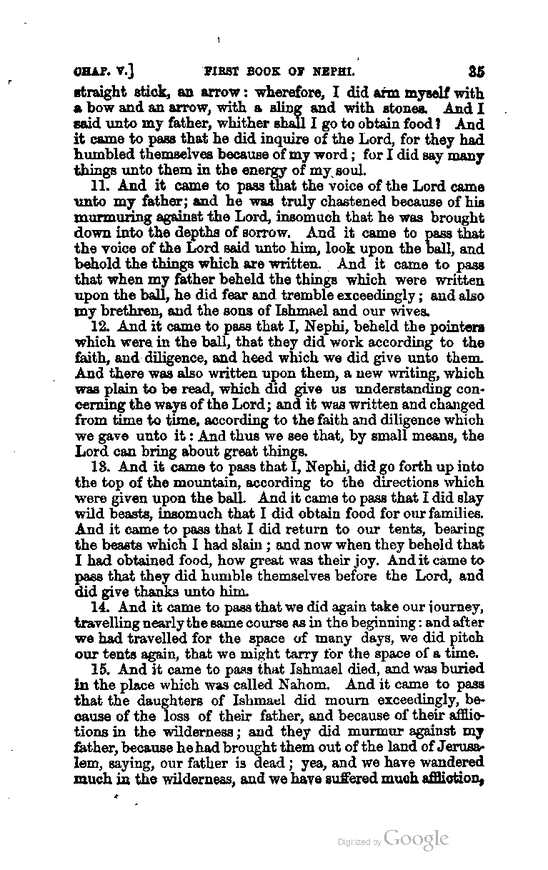 CHAP. V.] FIRST BOOK OF NEPHI. 35
straight stick, an arrow: wherefore, I did arm myself with
a bow and an arrow, with a sling and with stones. And I
said unto my father, whither shall I go to obtain food? And
it came to pass that he did inquire of the Lord, for they had
humbled themselves because of my word; for I did say many
things unto them in the energy of my soul.
11. And it came to pass that the voice of the Lord came
unto my father; and he was truly chastened because of his
murmuring against the Lord, insomuch that he was brought
down into the depths of sorrow. And it came to pass that
the voice of the Lord said unto him, look upon the ball, and
behold the things which are written. And it came to pass
that when my father beheld the things which were written
upon the ball, he did fear and tremble exceedingly; and also
my brethren, and the sons of Ishmael and our wives.
12. And it came to pass that I, Nephi, beheld the pointers
which were in the ball, that they did work according to the
faith, and diligence, and heed which we did give unto them.
And there was also written upon them, a new writing, which
was plain to be read, which did give us understanding con-
cerning the ways of the Lord; and it was written and changed
from time to time, according to the faith and diligence which
we gave unto it: And thus we see that, by small means, the
Lord can bring about great things.
13. And it came to pass that I, Nephi, did go forth up into
the top of the mountain, according to the directions which
were given upon the ball. And it came to pass that I did slay
wild beasts, insomuch that I did obtain food for our families.
And it came to pass that I did return to our tents, bearing
the beasts which I had slain; and now when they beheld that
I had obtained food, how great was their joy. And it came to
pass that they did humble themselves before the Lord, and
did give thanks unto him.
14. And it came to pass that we did again take our journey,
travelling nearly the same course as in the beginning: and after
we had travelled for the space of many days, we did pitch
our tents again, that we might tarry for the space of a time.
15. And it came to pass that Ishmael died, and was buried
in the place which was called Nahom. And it came to pass
that the daughters of Ishmael did mourn exceedingly, be-
cause of the loss of their father, and because of their afflic-
tions in the wilderness; and they did murmur against my
father, because he had brought them out of the land of Jerusa-
lem, saying, our father is dead; yea, and we have wandered
much in the wilderness, and we have suffered much affliction,
Digitized by Google